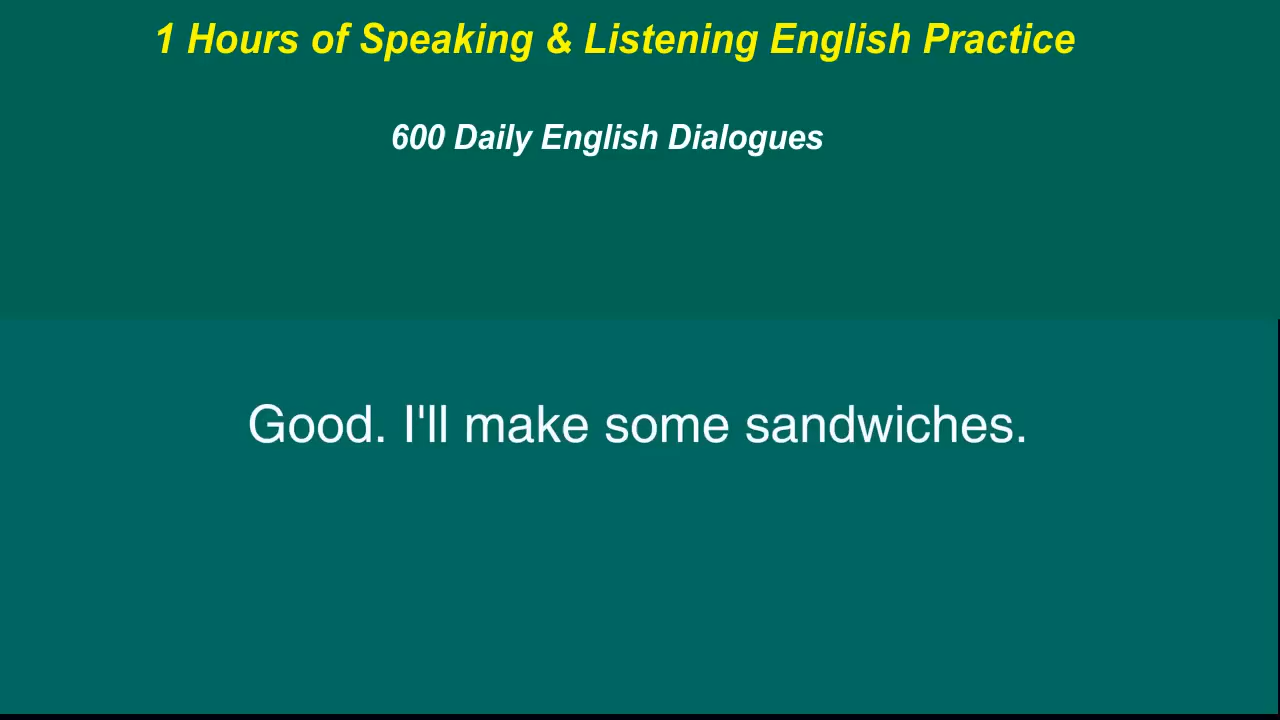 1 Hours of Speaking & Listening English Practice
600 Daily English Dialogues
Good. I'll make some sandwiches.